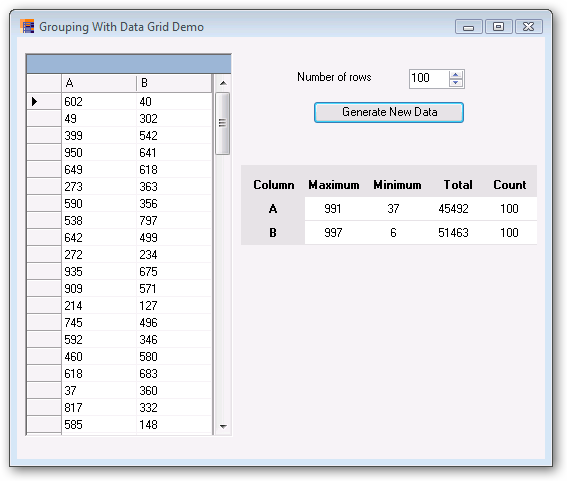 Grouping With Data Grid Demo
A B
602 40
49 302
399 542
950 641
649 618
273 363
590 356
538 797
642 499
272 234
935 675
909 571
214 127
745 496
592 346
460 580
618 683
37 360
817 332
585 148
Number of rows 100
Generate New Data
Column Maximum Minimum Total Count
A 991 37 45492 100
B 997 6 51463 100